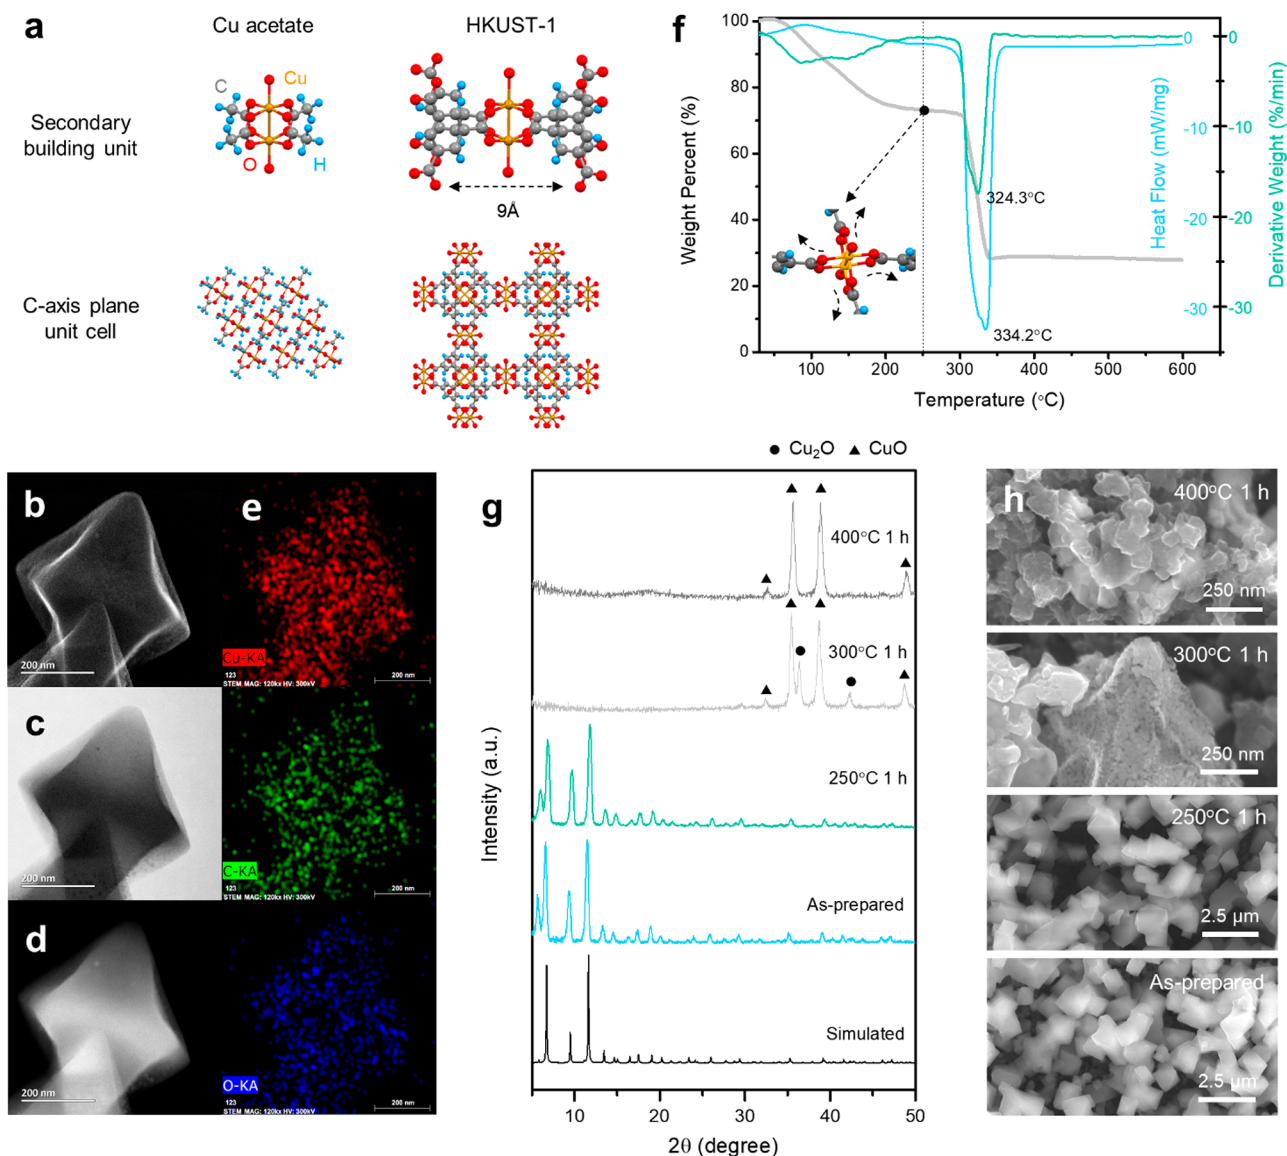 a
Cu acetate
HKUST-1
Secondary
building unit
C
Cu
O
H
9Å
C-axis plane
unit cell
f
Weight Percent (%)
100
80
60
40
20
0
100 200 300 400 500 600
Temperature (°C)
324.3°C
334.2°C
0
-10
-20
-30
Heat Flow (mW/mg)
-0
-10
-20
-30
Derivative Weight (%/min)
b
200 nm
c
200 nm
d
200 nm
e
Cu-KA
123
STEM MAG: 120kx HV: 300kV
200 nm
C-KA
123
STEM MAG: 120kx HV: 300kV
200 nm
O-KA
123
STEM MAG: 120kx HV: 300kV
200 nm
● Cu₂O ▲ CuO
g
400°C 1 h
300°C 1 h
250°C 1 h
As-prepared
Simulated
Intensity (a.u.)
10 20 30 40 50
2θ (degree)
h
400°C 1 h
250 nm
300°C 1 h
250 nm
250°C 1 h
2.5 μm
As-prepared
2.5 μm